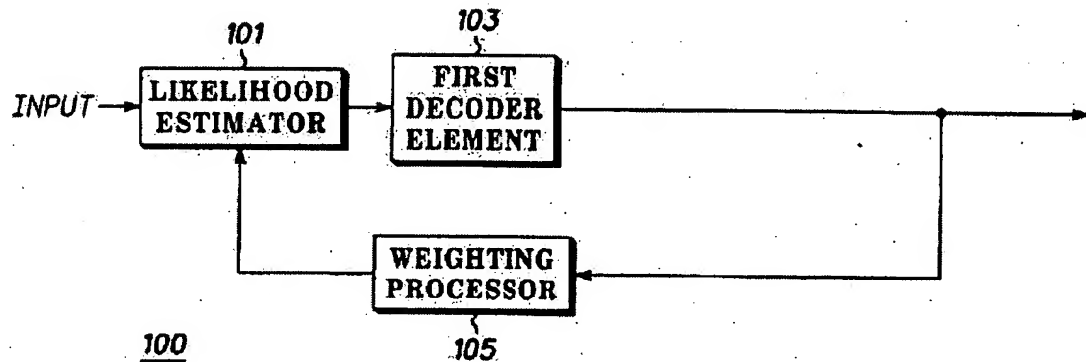 101
103
INPUT
LIKELIHOOD
ESTIMATOR
FIRST
DECODER
ELEMENT
WEIGHTING
PROCESSOR
100
105